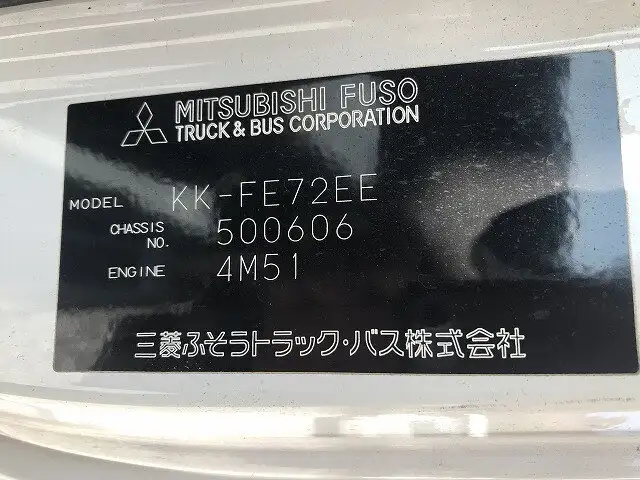 MITSUBISHI FUSO
TRUCK & BUS CORPORATION
MODEL KK-FE72EE
CHASSIS NO. 500606
ENGINE 4M51
三菱ふそうトラック・バス株式会社